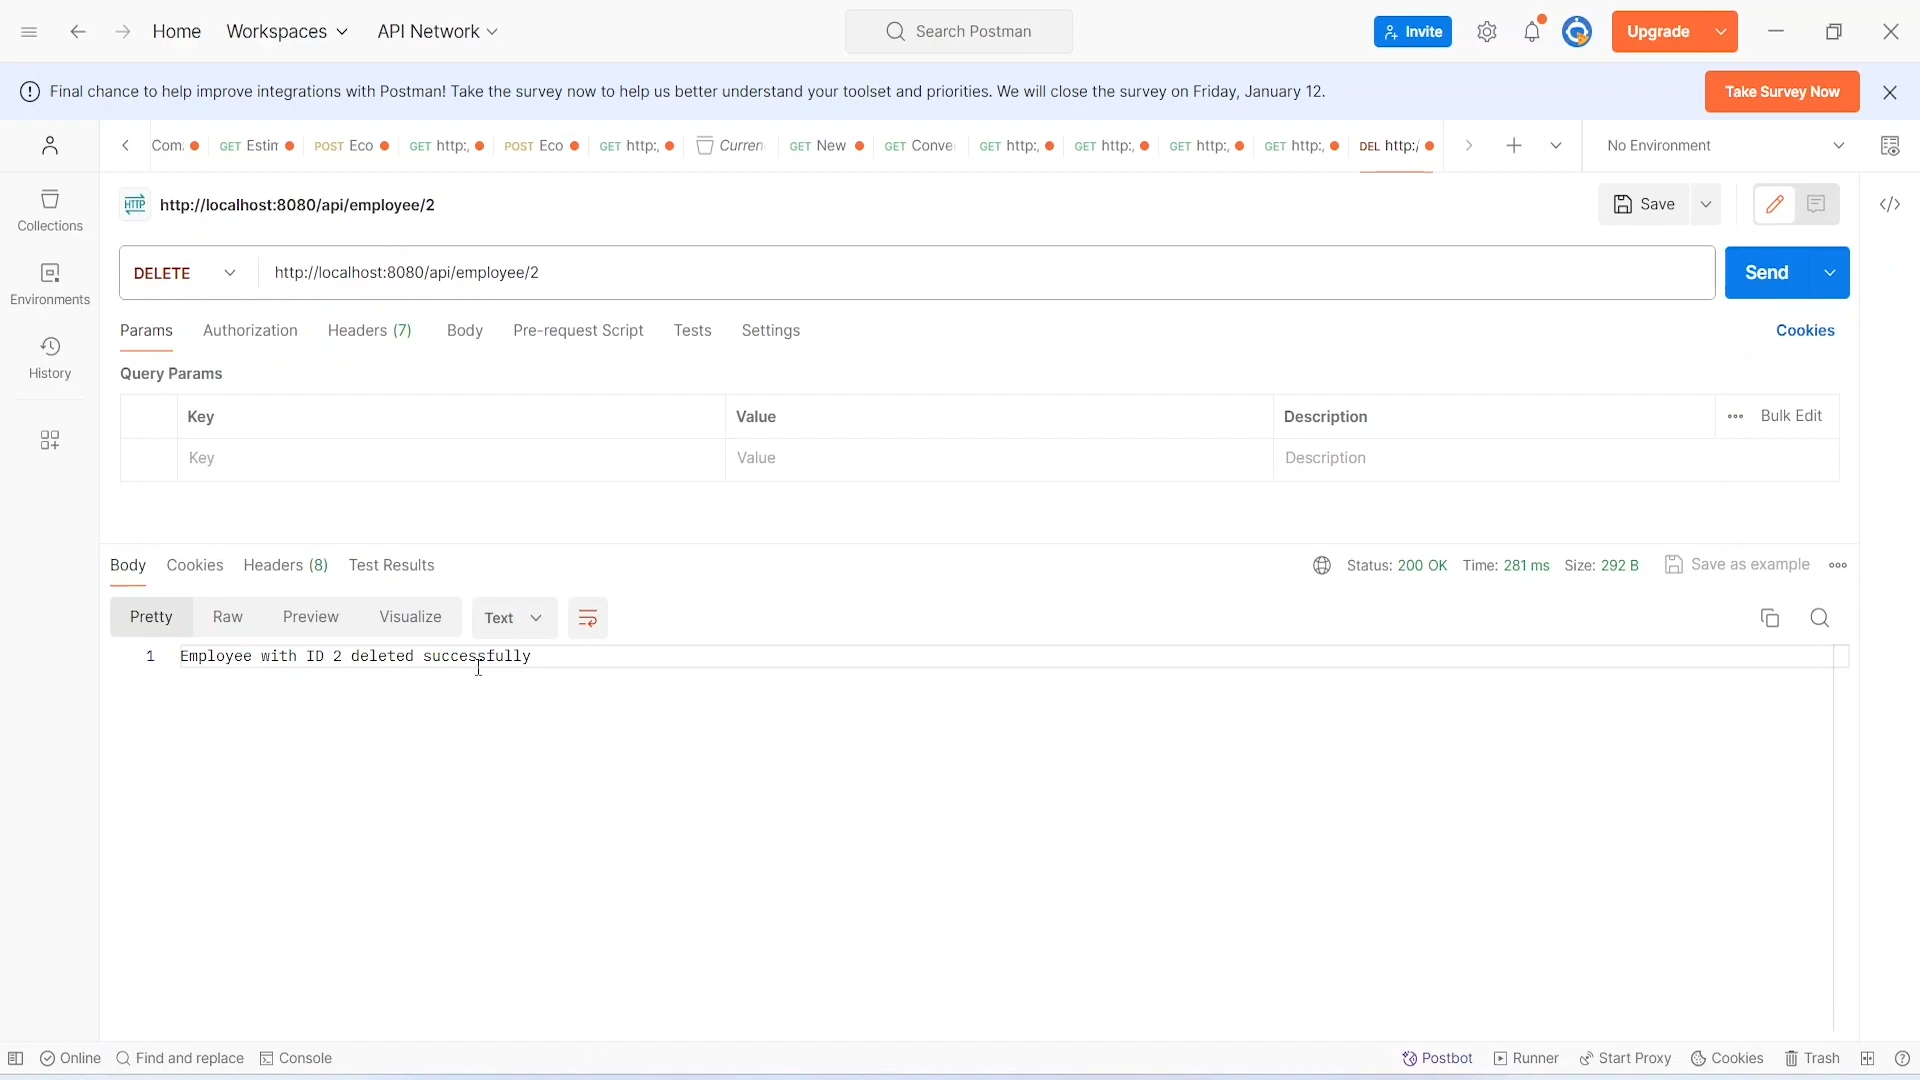 Home Workspaces API Network Search Postman Invite Upgrade
Final chance to help improve integrations with Postman! Take the survey now to help us better understand your toolset and priorities. We will close the survey on Friday, January 12. Take Survey Now
Com. GET Estin POST Eco GET http:, POST Eco GET http:, Curren GET New GET Conve GET http:, GET http:, GET http:, GET http:, DEL http:/ No Environment
HTTP http://localhost:8080/api/employee/2 Save </>
Collections
DELETE http://localhost:8080/api/employee/2 Send
Environments
Params Authorization Headers (7) Body Pre-request Script Tests Settings Cookies
History
Query Params
Key Value Description Bulk Edit
Key Value Description
Body Cookies Headers (8) Test Results Status: 200 OK Time: 281 ms Size: 292 B Save as example
Pretty Raw Preview Visualize Text
1 Employee with ID 2 deleted successfully
Online Find and replace Console Postbot Runner Start Proxy Cookies Trash